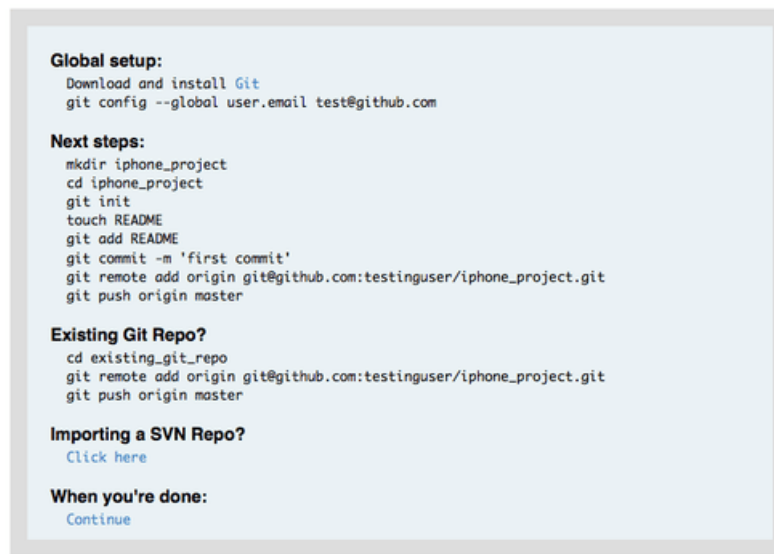 Global setup:
Download and install Git
git config --global user.email test@github.com
Next steps:
mkdir iphone_project
cd iphone_project
git init
touch README
git add README
git commit -m 'first commit'
git remote add origin git@github.com:testinguser/iphone_project.git
git push origin master
Existing Git Repo?
cd existing_git_repo
git remote add origin git@github.com:testinguser/iphone_project.git
git push origin master
Importing a SVN Repo?
Click here
When you're done:
Continue